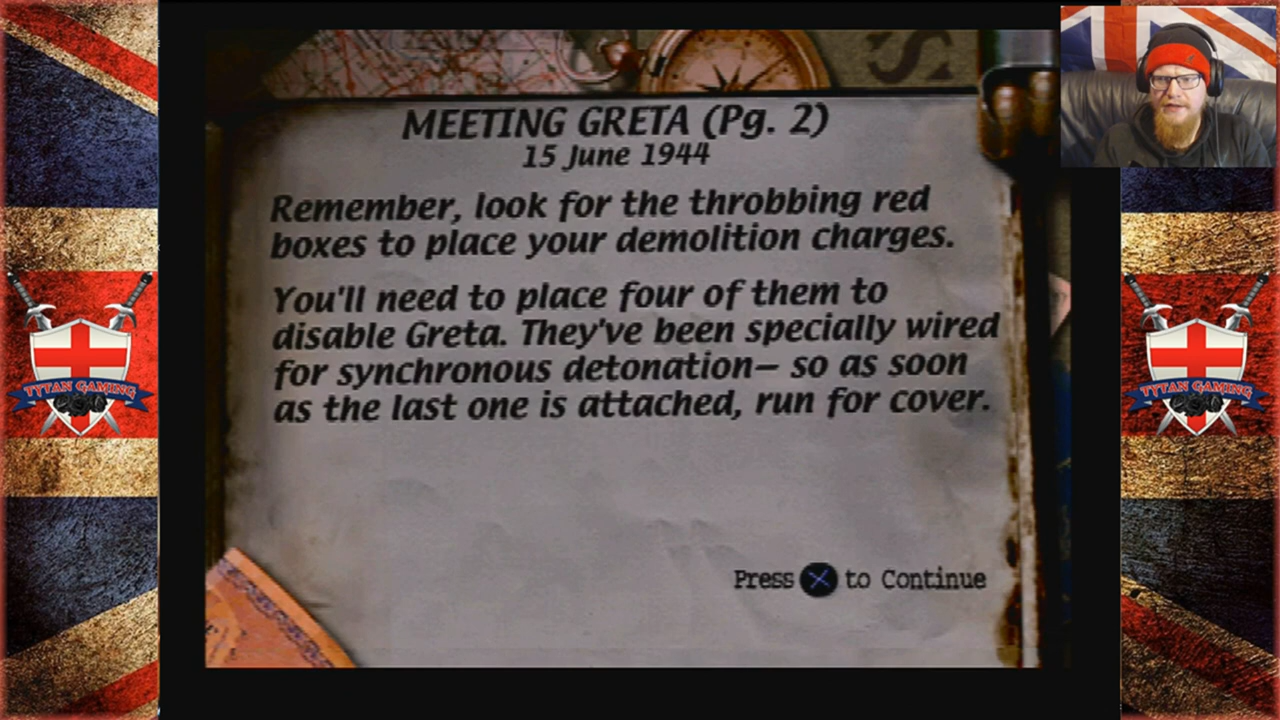 MEETING GRETA (Pg. 2)
15 June 1944
Remember, look for the throbbing red
boxes to place your demolition charges.
You'll need to place four of them to
disable Greta. They've been specially wired
for synchronous detonation– so as soon
as the last one is attached, run for cover.
Press X to Continue
TYTAN GAMING
TYTAN GAMING